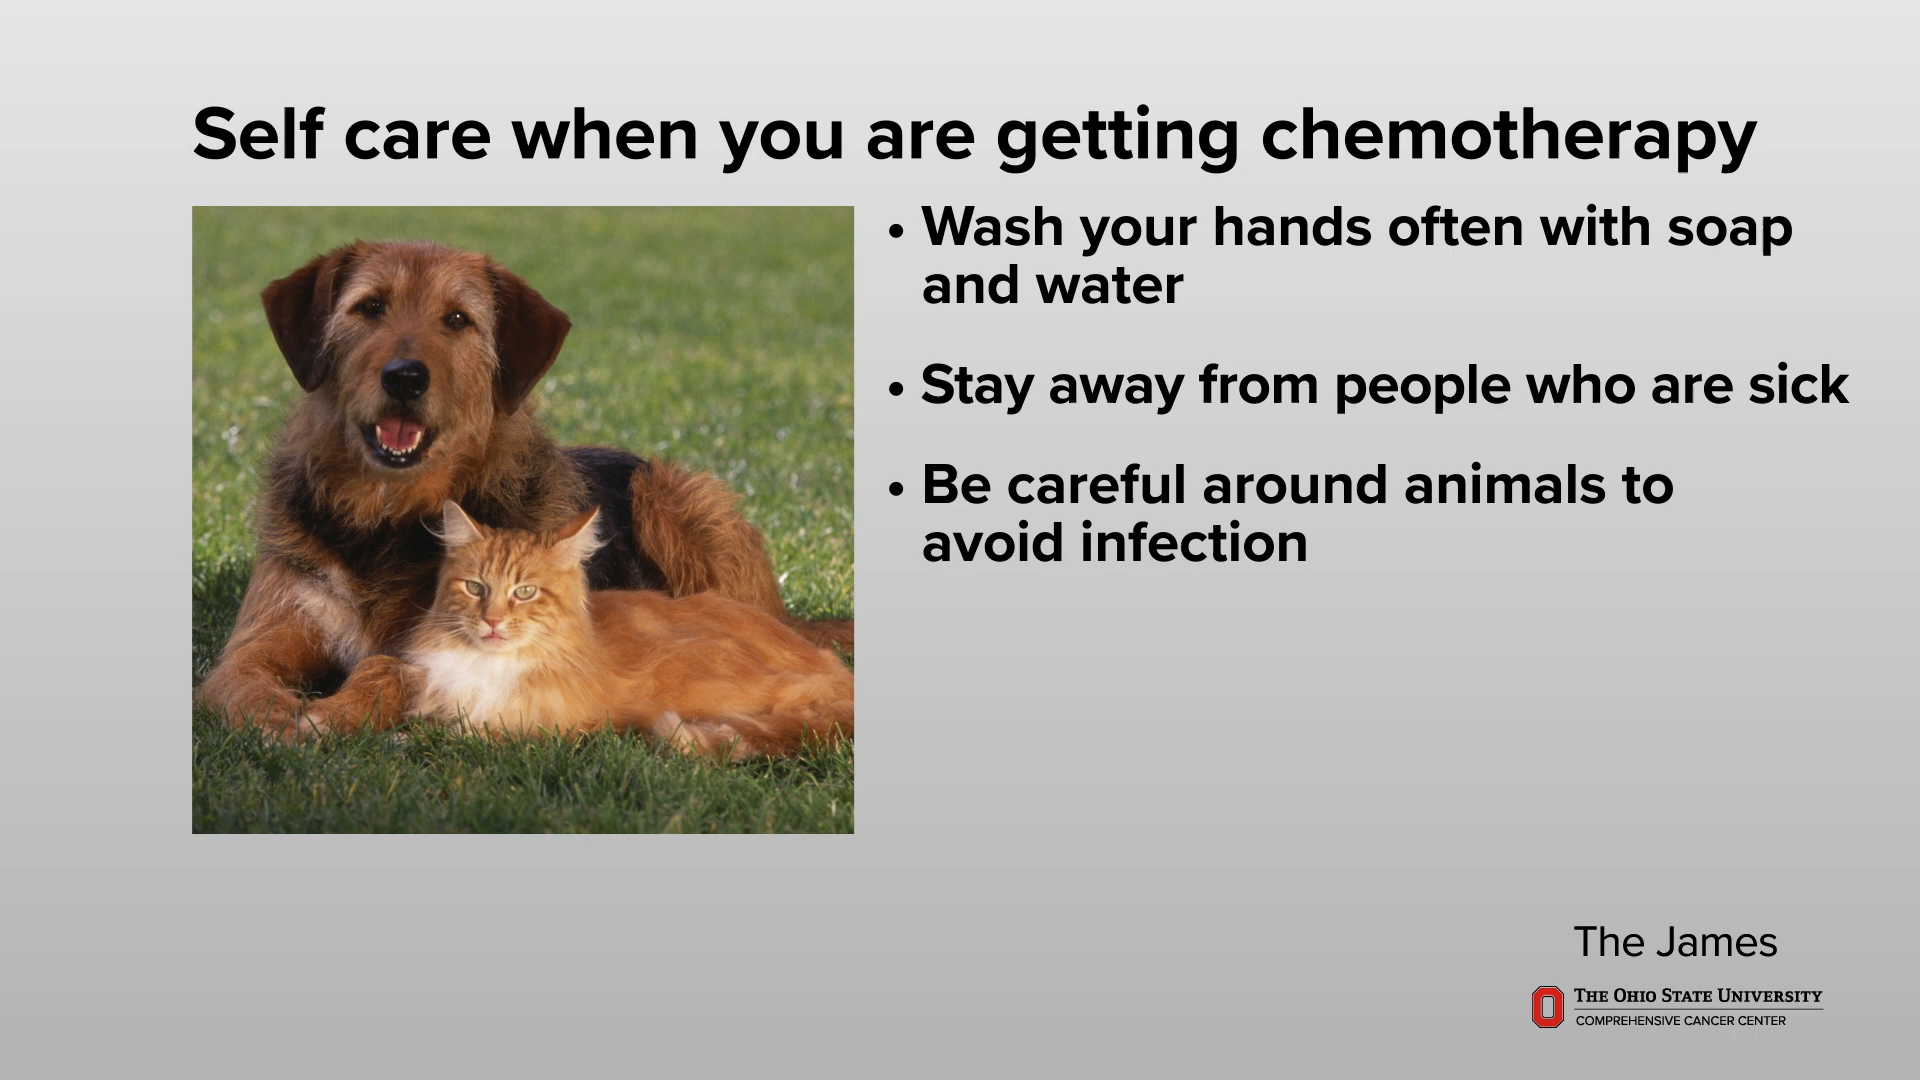 Self care when you are getting chemotherapy
• Wash your hands often with soap
and water
• Stay away from people who are sick
• Be careful around animals to
avoid infection
The James
THE OHIO STATE UNIVERSITY
COMPREHENSIVE CANCER CENTER